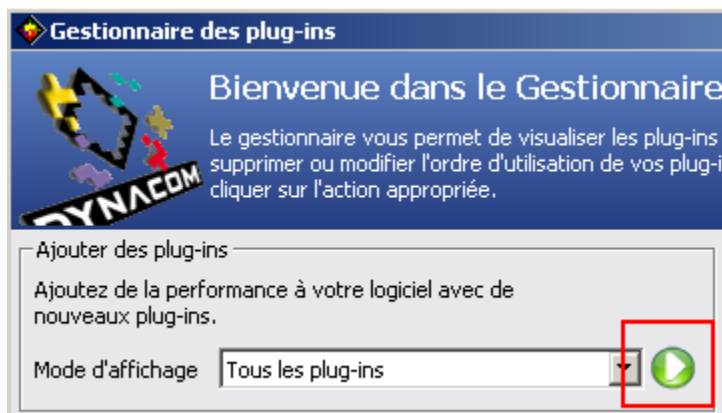 Gestionnaire des plug-ins
Bienvenue dans le Gestionnaire
Le gestionnaire vous permet de visualiser les plug-ins
supprimer ou modifier l'ordre d'utilisation de vos plug-i
cliquer sur l'action appropriée.
DYNACOM
Ajouter des plug-ins
Ajoutez de la performance à votre logiciel avec de
nouveaux plug-ins.
Mode d'affichage Tous les plug-ins